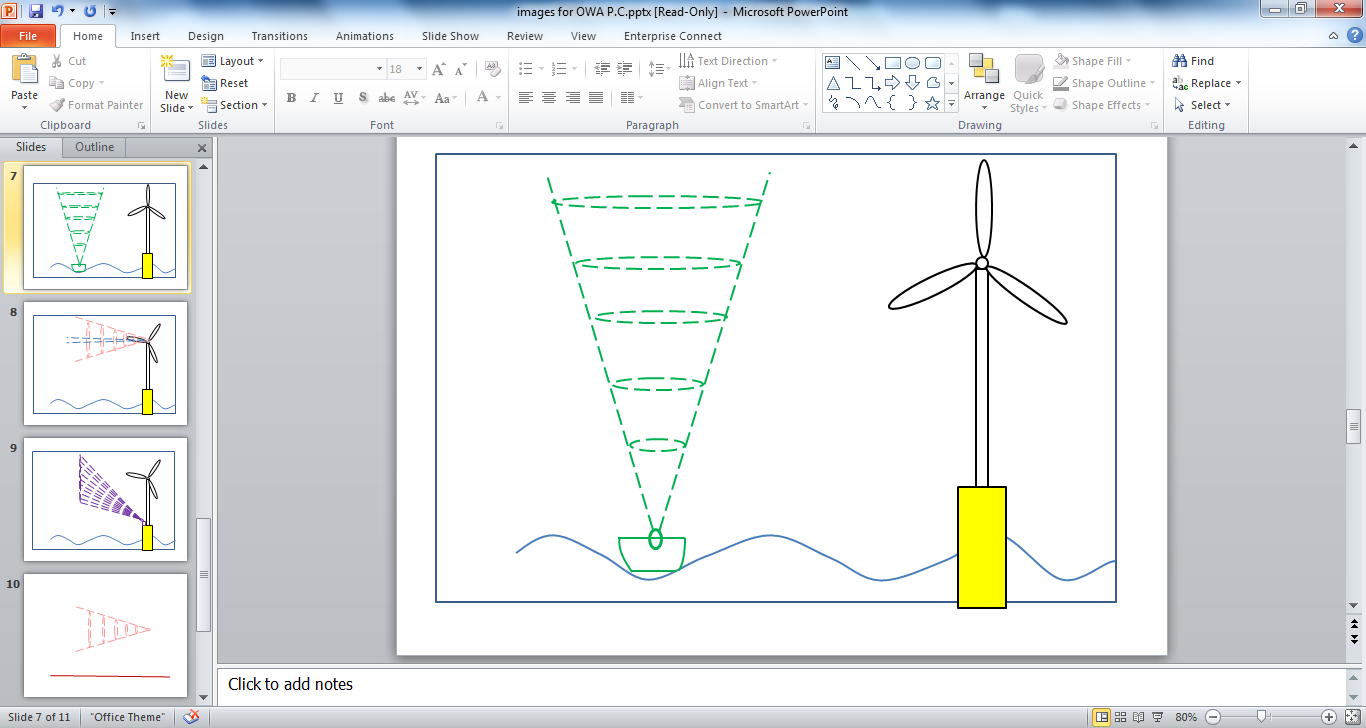 images for OWA P.C.pptx [Read-Only] - Microsoft PowerPoint
File Home Insert Design Transitions Animations Slide Show Review View Enterprise Connect
Paste
Cut
Copy
Format Painter
Clipboard
New
Slide
Layout
Reset
Section
Slides
18
B I U S abc AV Aa A
Font
Text Direction
Align Text
Convert to SmartArt
Paragraph
Arrange
Quick
Styles
Shape Fill
Shape Outline
Shape Effects
Drawing
Find
Replace
Select
Editing
Slides Outline
7
8
9
10
Click to add notes
Slide 7 of 11 "Office Theme" 80%